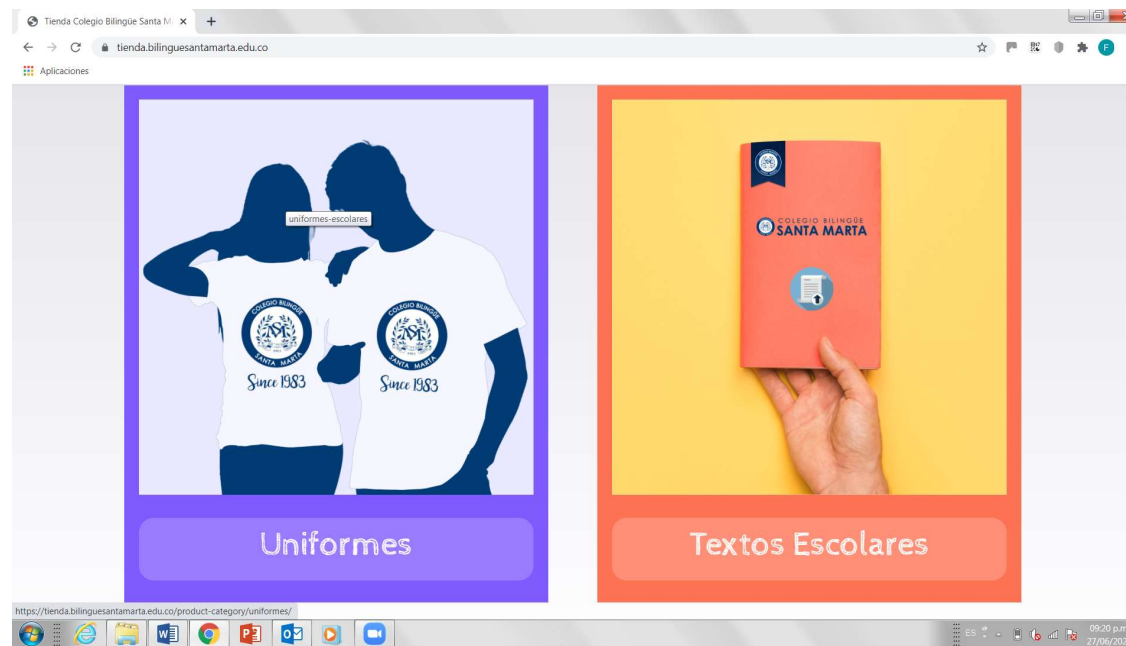 Tienda Colegio Bilingüe Santa M
tienda.bilinguesantamarta.edu.co
F
Aplicaciones
uniformes-escolares
COLEGIO BILINGÜE
SANTA MARTA
Since 1983
COLEGIO BILINGÜE
SANTA MARTA
Since 1983
COLEGIO BILINGÜE
SANTA MARTA
Uniformes
Textos Escolares
https://tienda.bilinguesantamarta.edu.co/product-category/uniformes/
ES
09:20 p.m
27/06/202